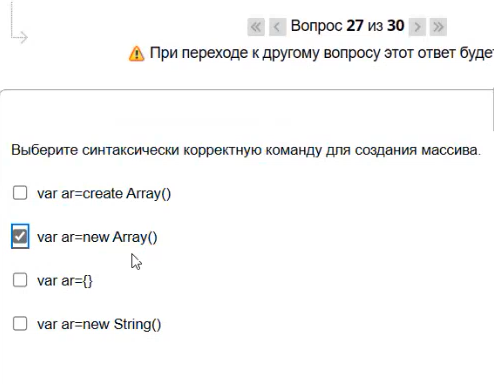 Вопрос 27 из 30
При переходе к другому вопросу этот ответ буде
Выберите синтаксически корректную команду для создания массива.
var ar=create Array()
var ar=new Array()
var ar={}
var ar=new String()